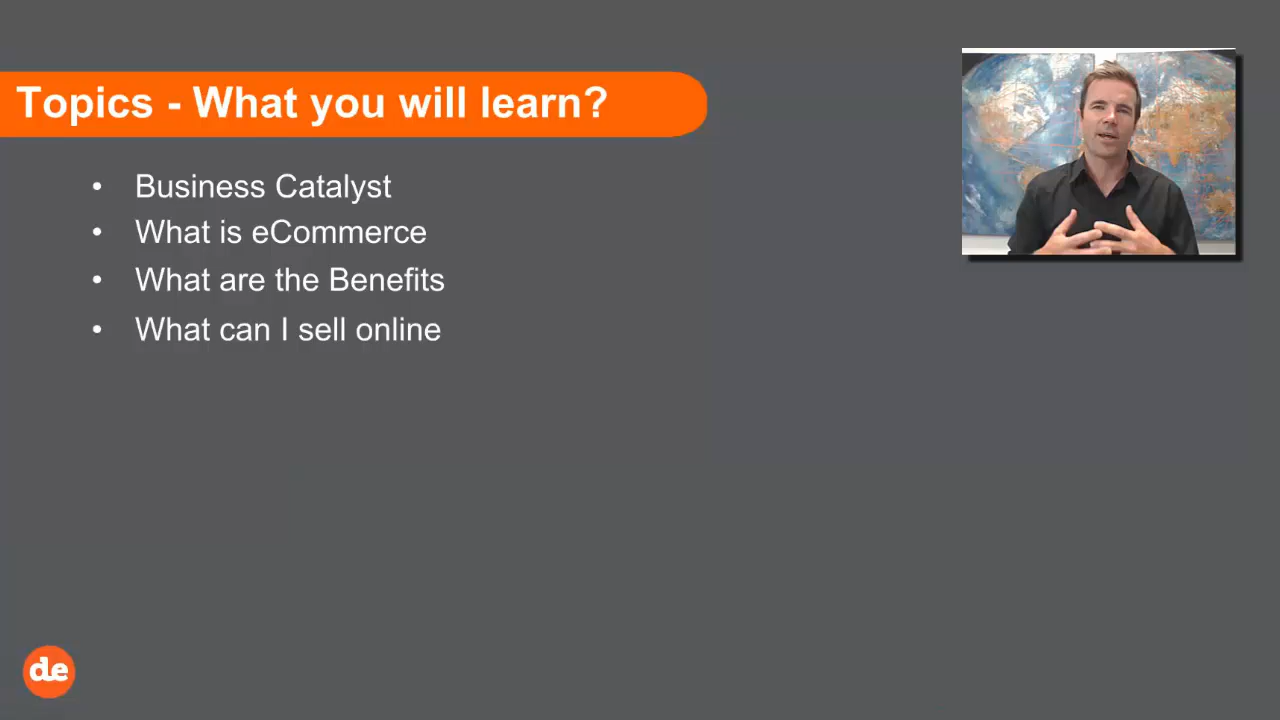 Topics - What you will learn?
• Business Catalyst
• What is eCommerce
• What are the Benefits
• What can I sell online
de